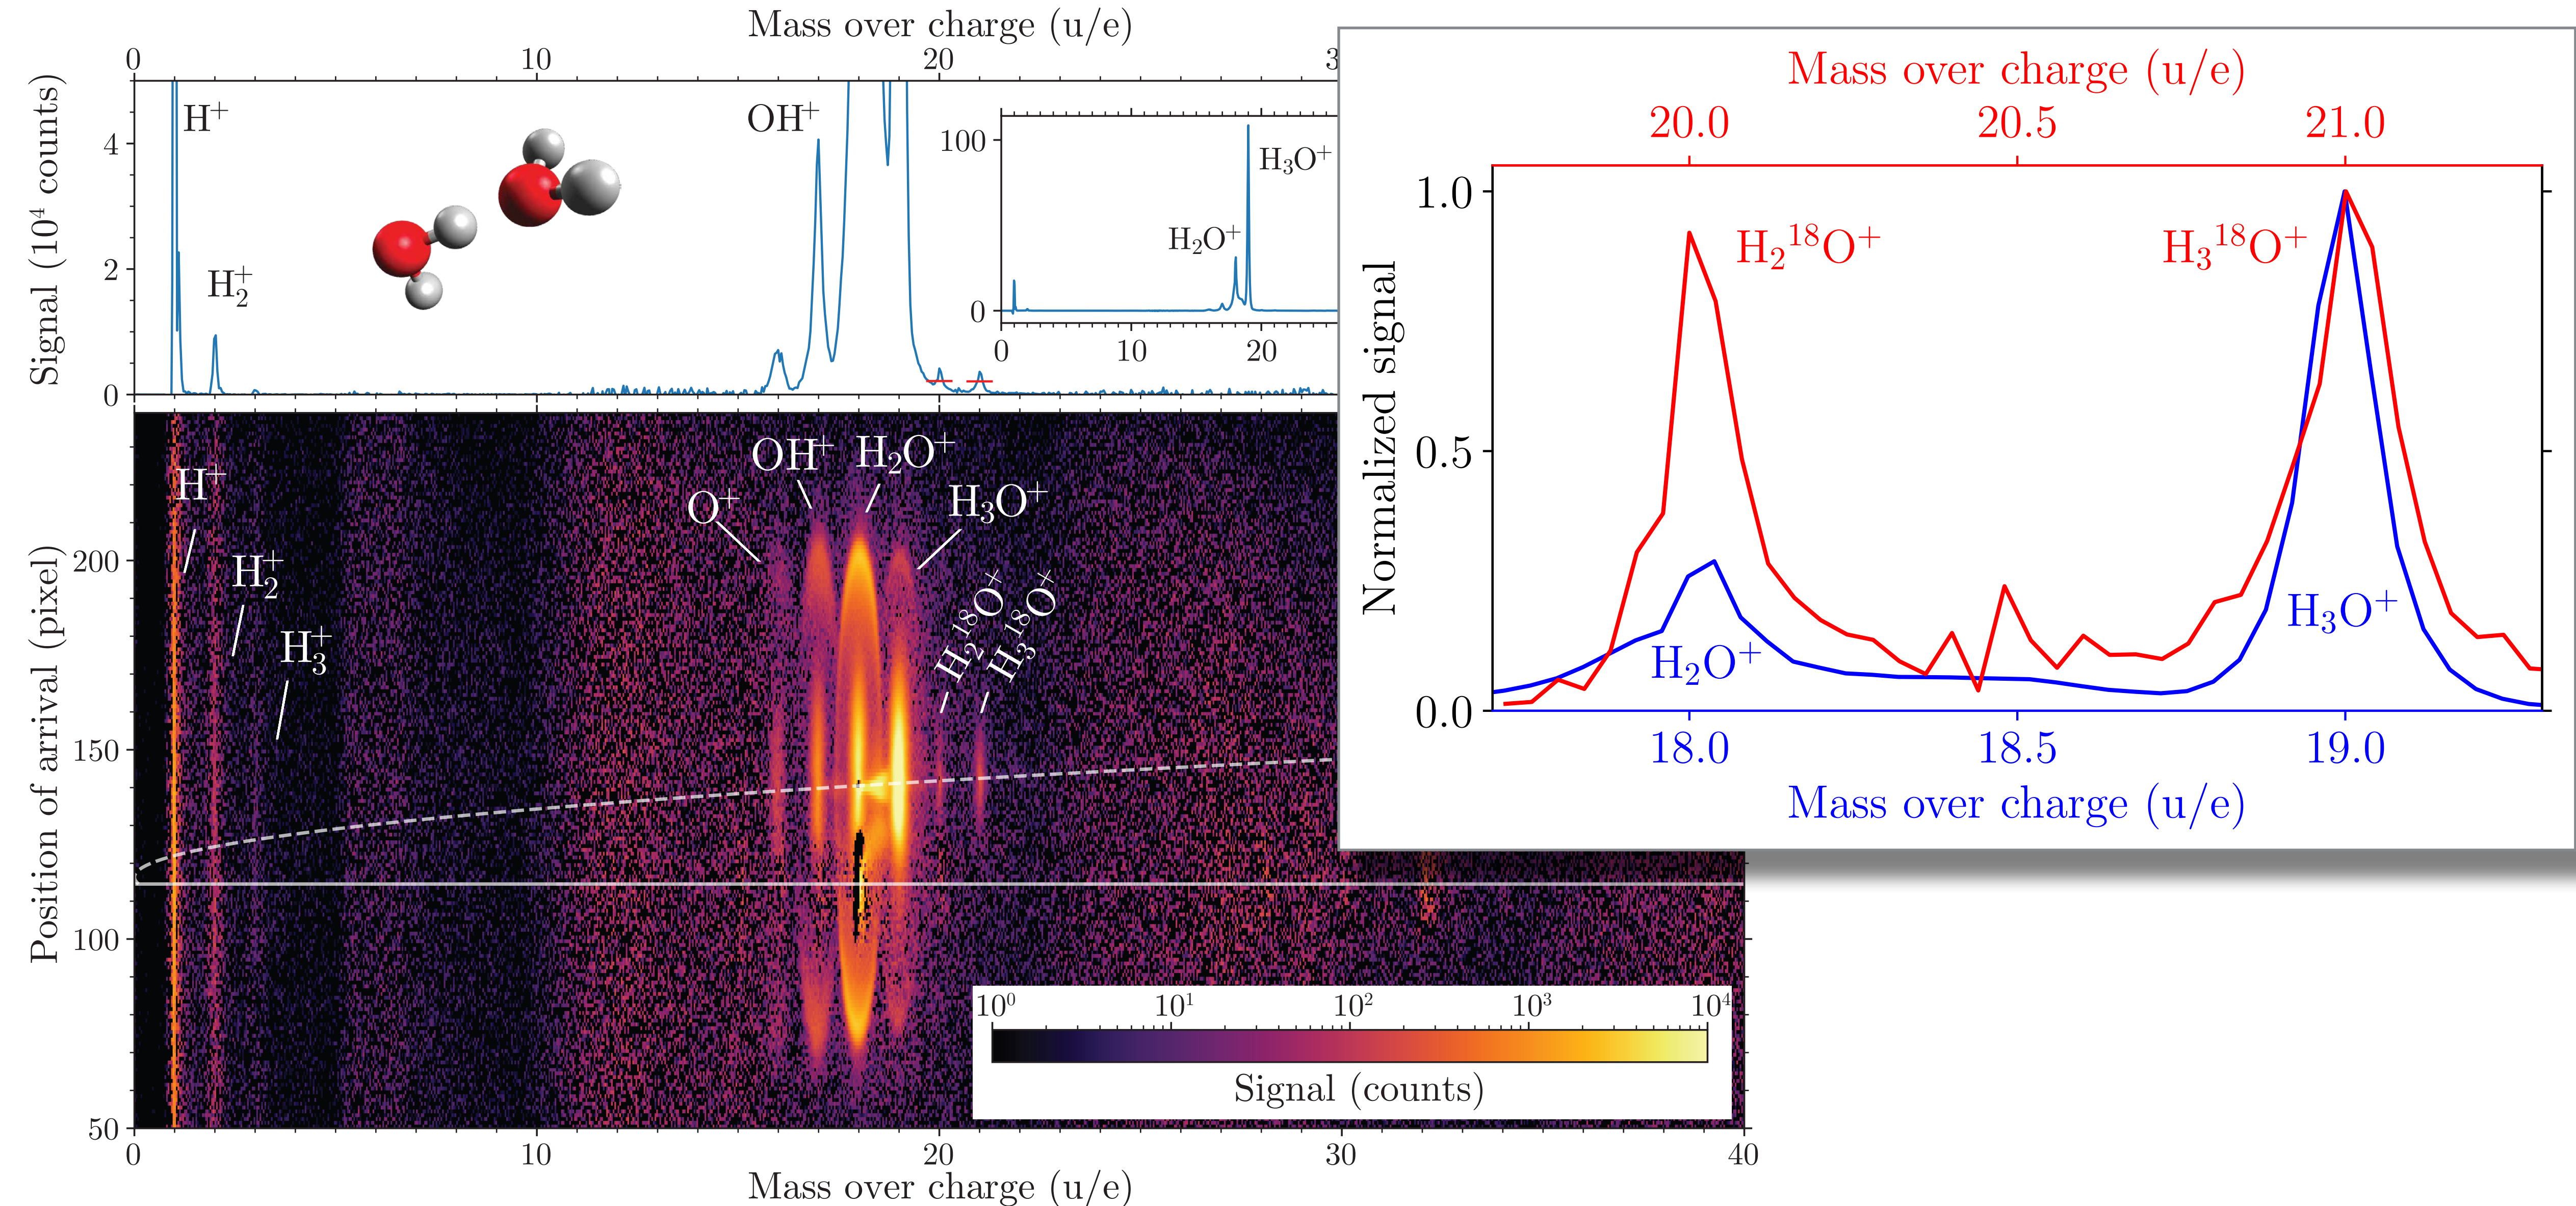 Mass over charge (u/e)
0 10 20 3
Signal (10⁴ counts)
4
2
0
H⁺
H₂⁺
OH⁺
100
0
H₂O⁺
H₃O⁺
0 10 20
Mass over charge (u/e)
20.0 20.5 21.0
Normalized signal
1.0
0.5
0.0
H₂¹⁸O⁺
H₃¹⁸O⁺
H₂O⁺
H₃O⁺
18.0 18.5 19.0
Mass over charge (u/e)
Position of arrival (pixel)
200
150
100
50
H⁺
H₂⁺
H₃⁺
O⁺
OH⁺
H₂O⁺
H₃O⁺
H₂¹⁸O⁺
H₃¹⁸O⁺
10⁰ 10¹ 10² 10³ 10⁴
Signal (counts)
0 10 20 30 40
Mass over charge (u/e)